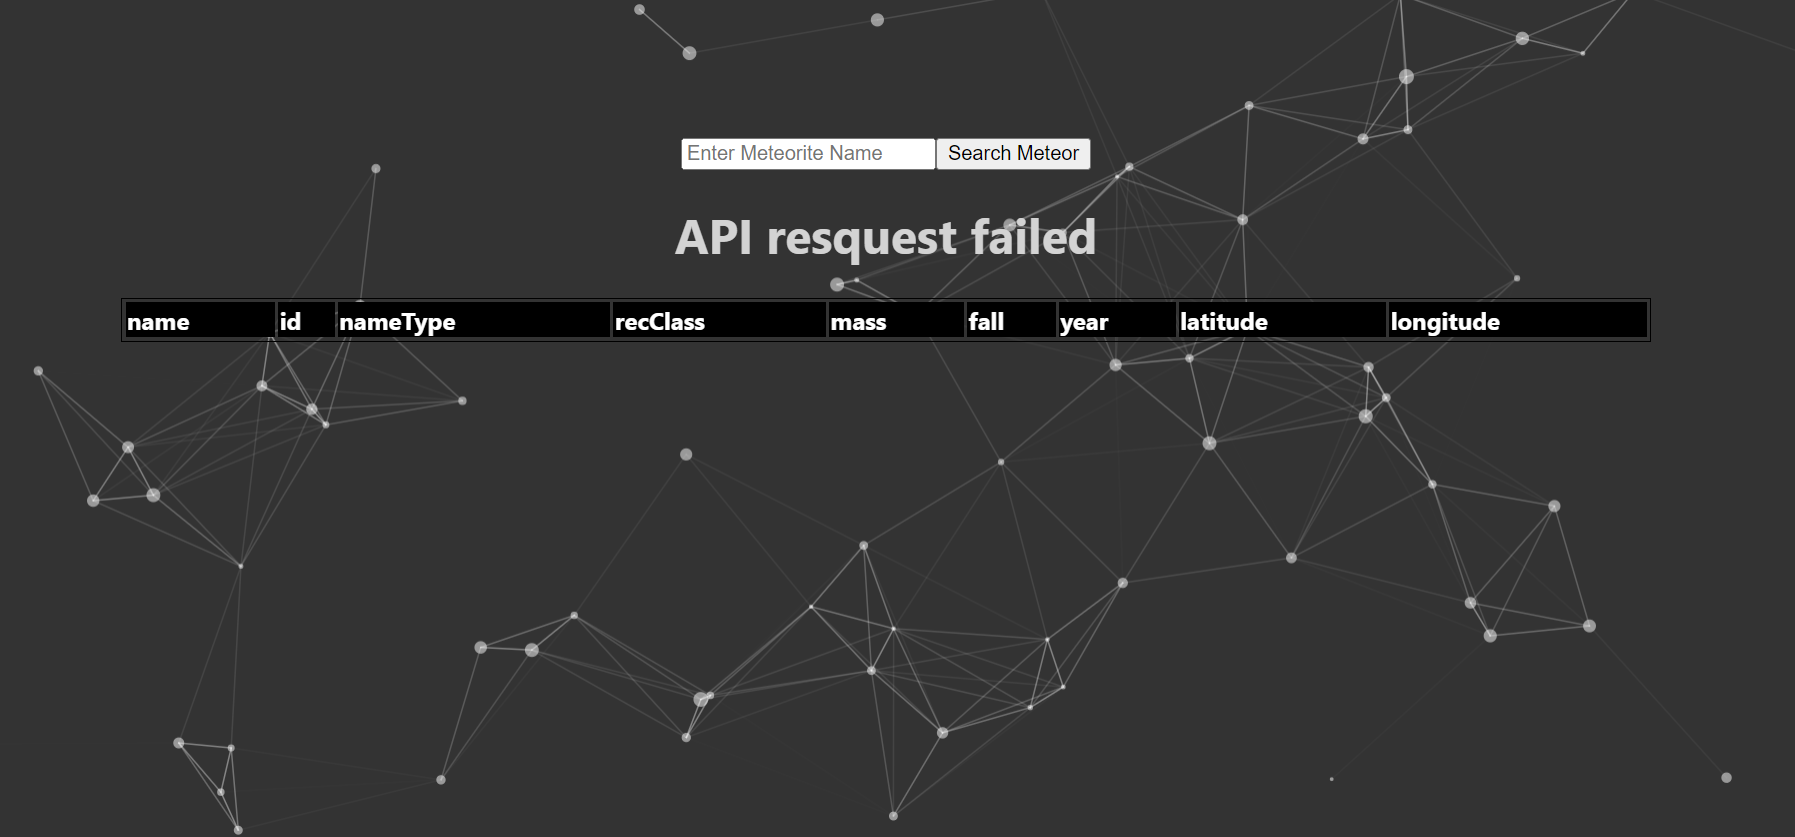 Enter Meteorite Name Search Meteor
API resquest failed
name id nameType recClass mass fall year latitude longitude